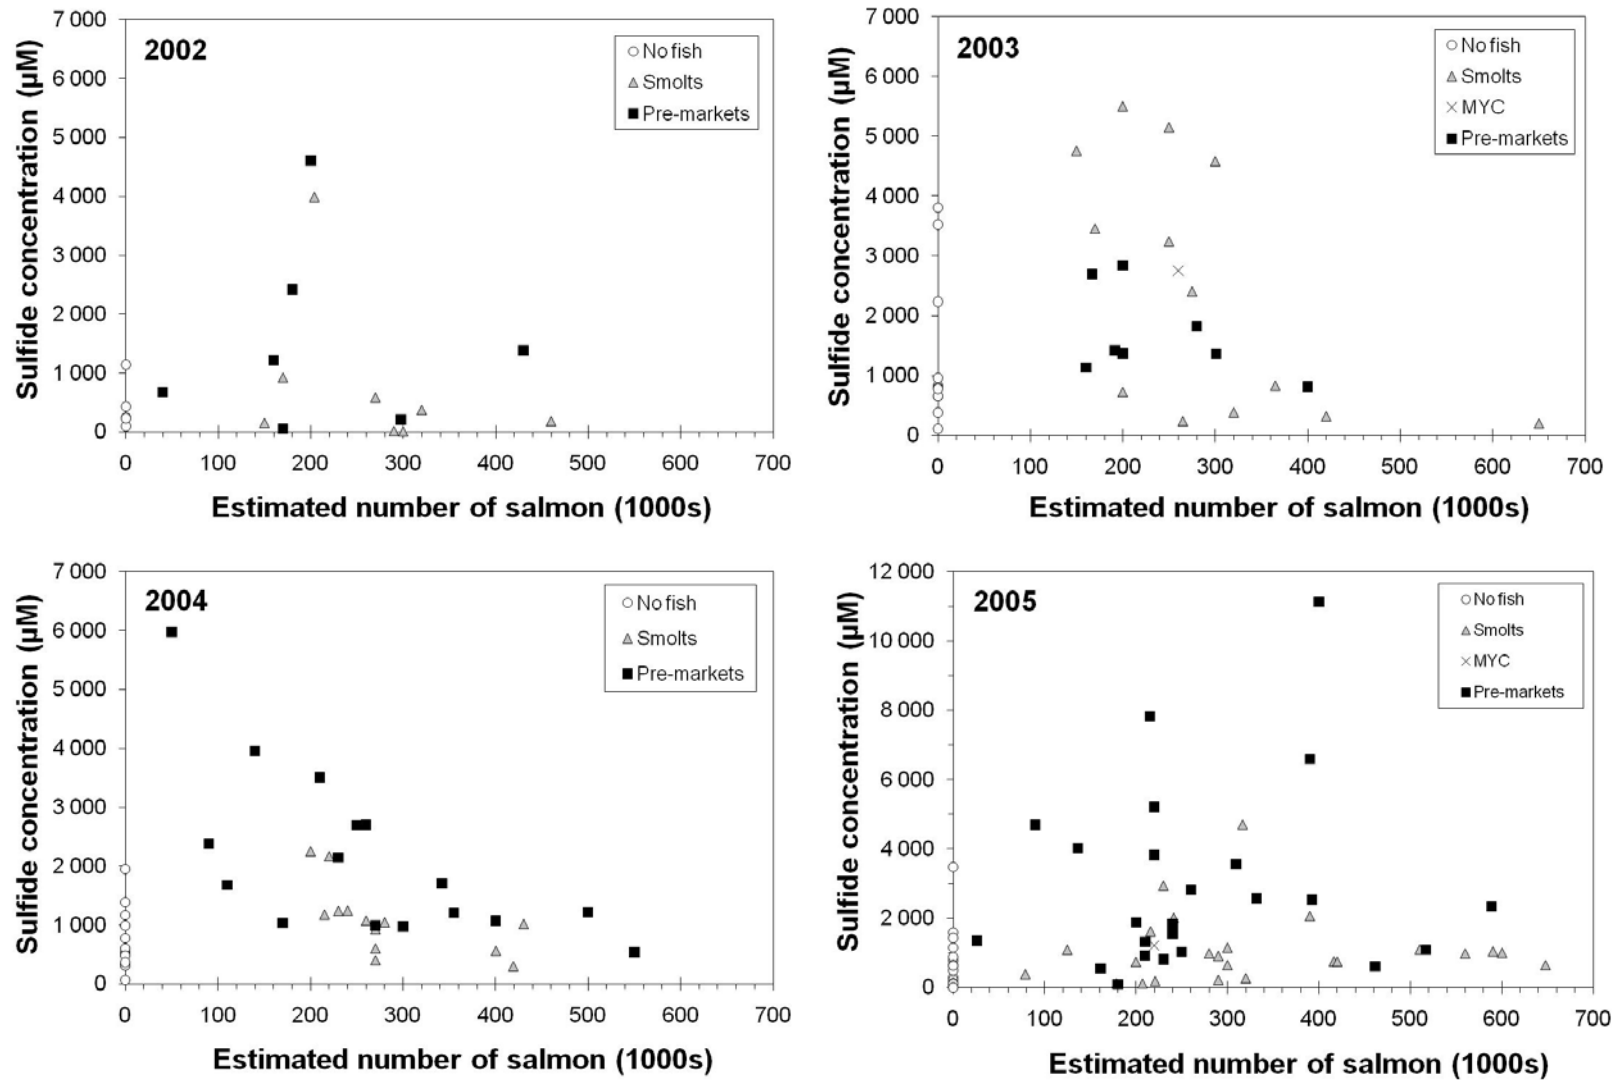 2002
Sulfide concentration (µM)
7 000
6 000
5 000
4 000
3 000
2 000
1 000
0
0 100 200 300 400 500 600 700
Estimated number of salmon (1000s)
No fish
Smolts
Pre-markets
2003
Sulfide concentration (µM)
7 000
6 000
5 000
4 000
3 000
2 000
1 000
0
0 100 200 300 400 500 600 700
Estimated number of salmon (1000s)
No fish
Smolts
MYC
Pre-markets
2004
Sulfide concentration (µM)
7 000
6 000
5 000
4 000
3 000
2 000
1 000
0
0 100 200 300 400 500 600 700
Estimated number of salmon (1000s)
No fish
Smolts
Pre-markets
2005
Sulfide concentration (µM)
12 000
10 000
8 000
6 000
4 000
2 000
0
0 100 200 300 400 500 600 700
Estimated number of salmon (1000s)
No fish
Smolts
MYC
Pre-markets